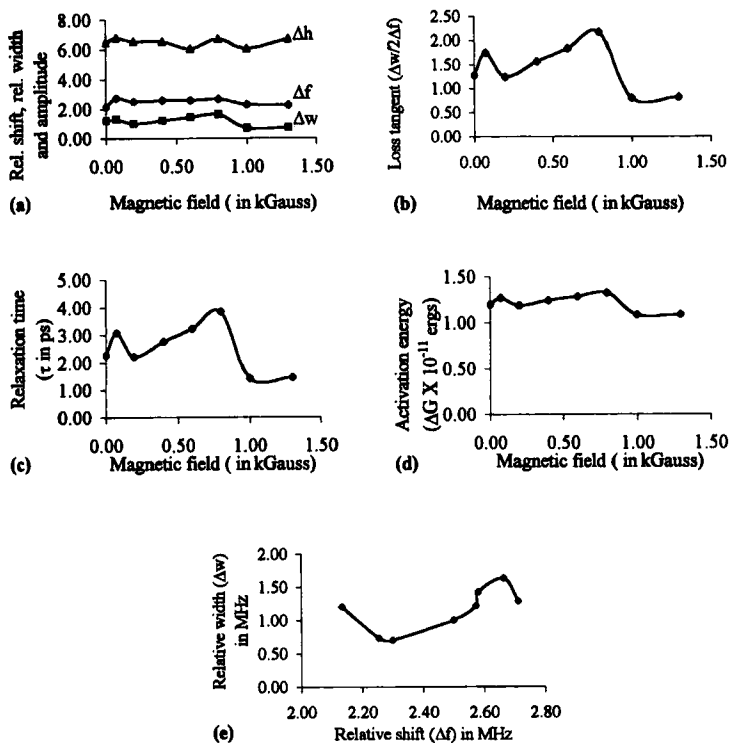 Rel. shift, rel. width
and amplitude
8.00
6.00
4.00
2.00
0.00
Δh
Δf
Δw
0.00 0.50 1.00 1.50
(a) Magnetic field ( in kGauss)
Loss tangent (Δw/2Δf)
2.50
2.00
1.50
1.00
0.50
0.00
0.00 0.50 1.00 1.50
(b) Magnetic field ( in kGauss)
Relaxation time
(τ in ps)
5.00
4.00
3.00
2.00
1.00
0.00
0.00 0.50 1.00 1.50
(c) Magnetic field ( in kGauss)
Activation energy
(ΔG X 10⁻¹¹ ergs)
1.50
1.00
0.50
0.00
0.00 0.50 1.00 1.50
(d) Magnetic field ( in kGauss)
Relative width (Δw)
in MHz
2.00
1.50
1.00
0.50
0.00
2.00 2.20 2.40 2.60 2.80
(e) Relative shift (Δf) in MHz